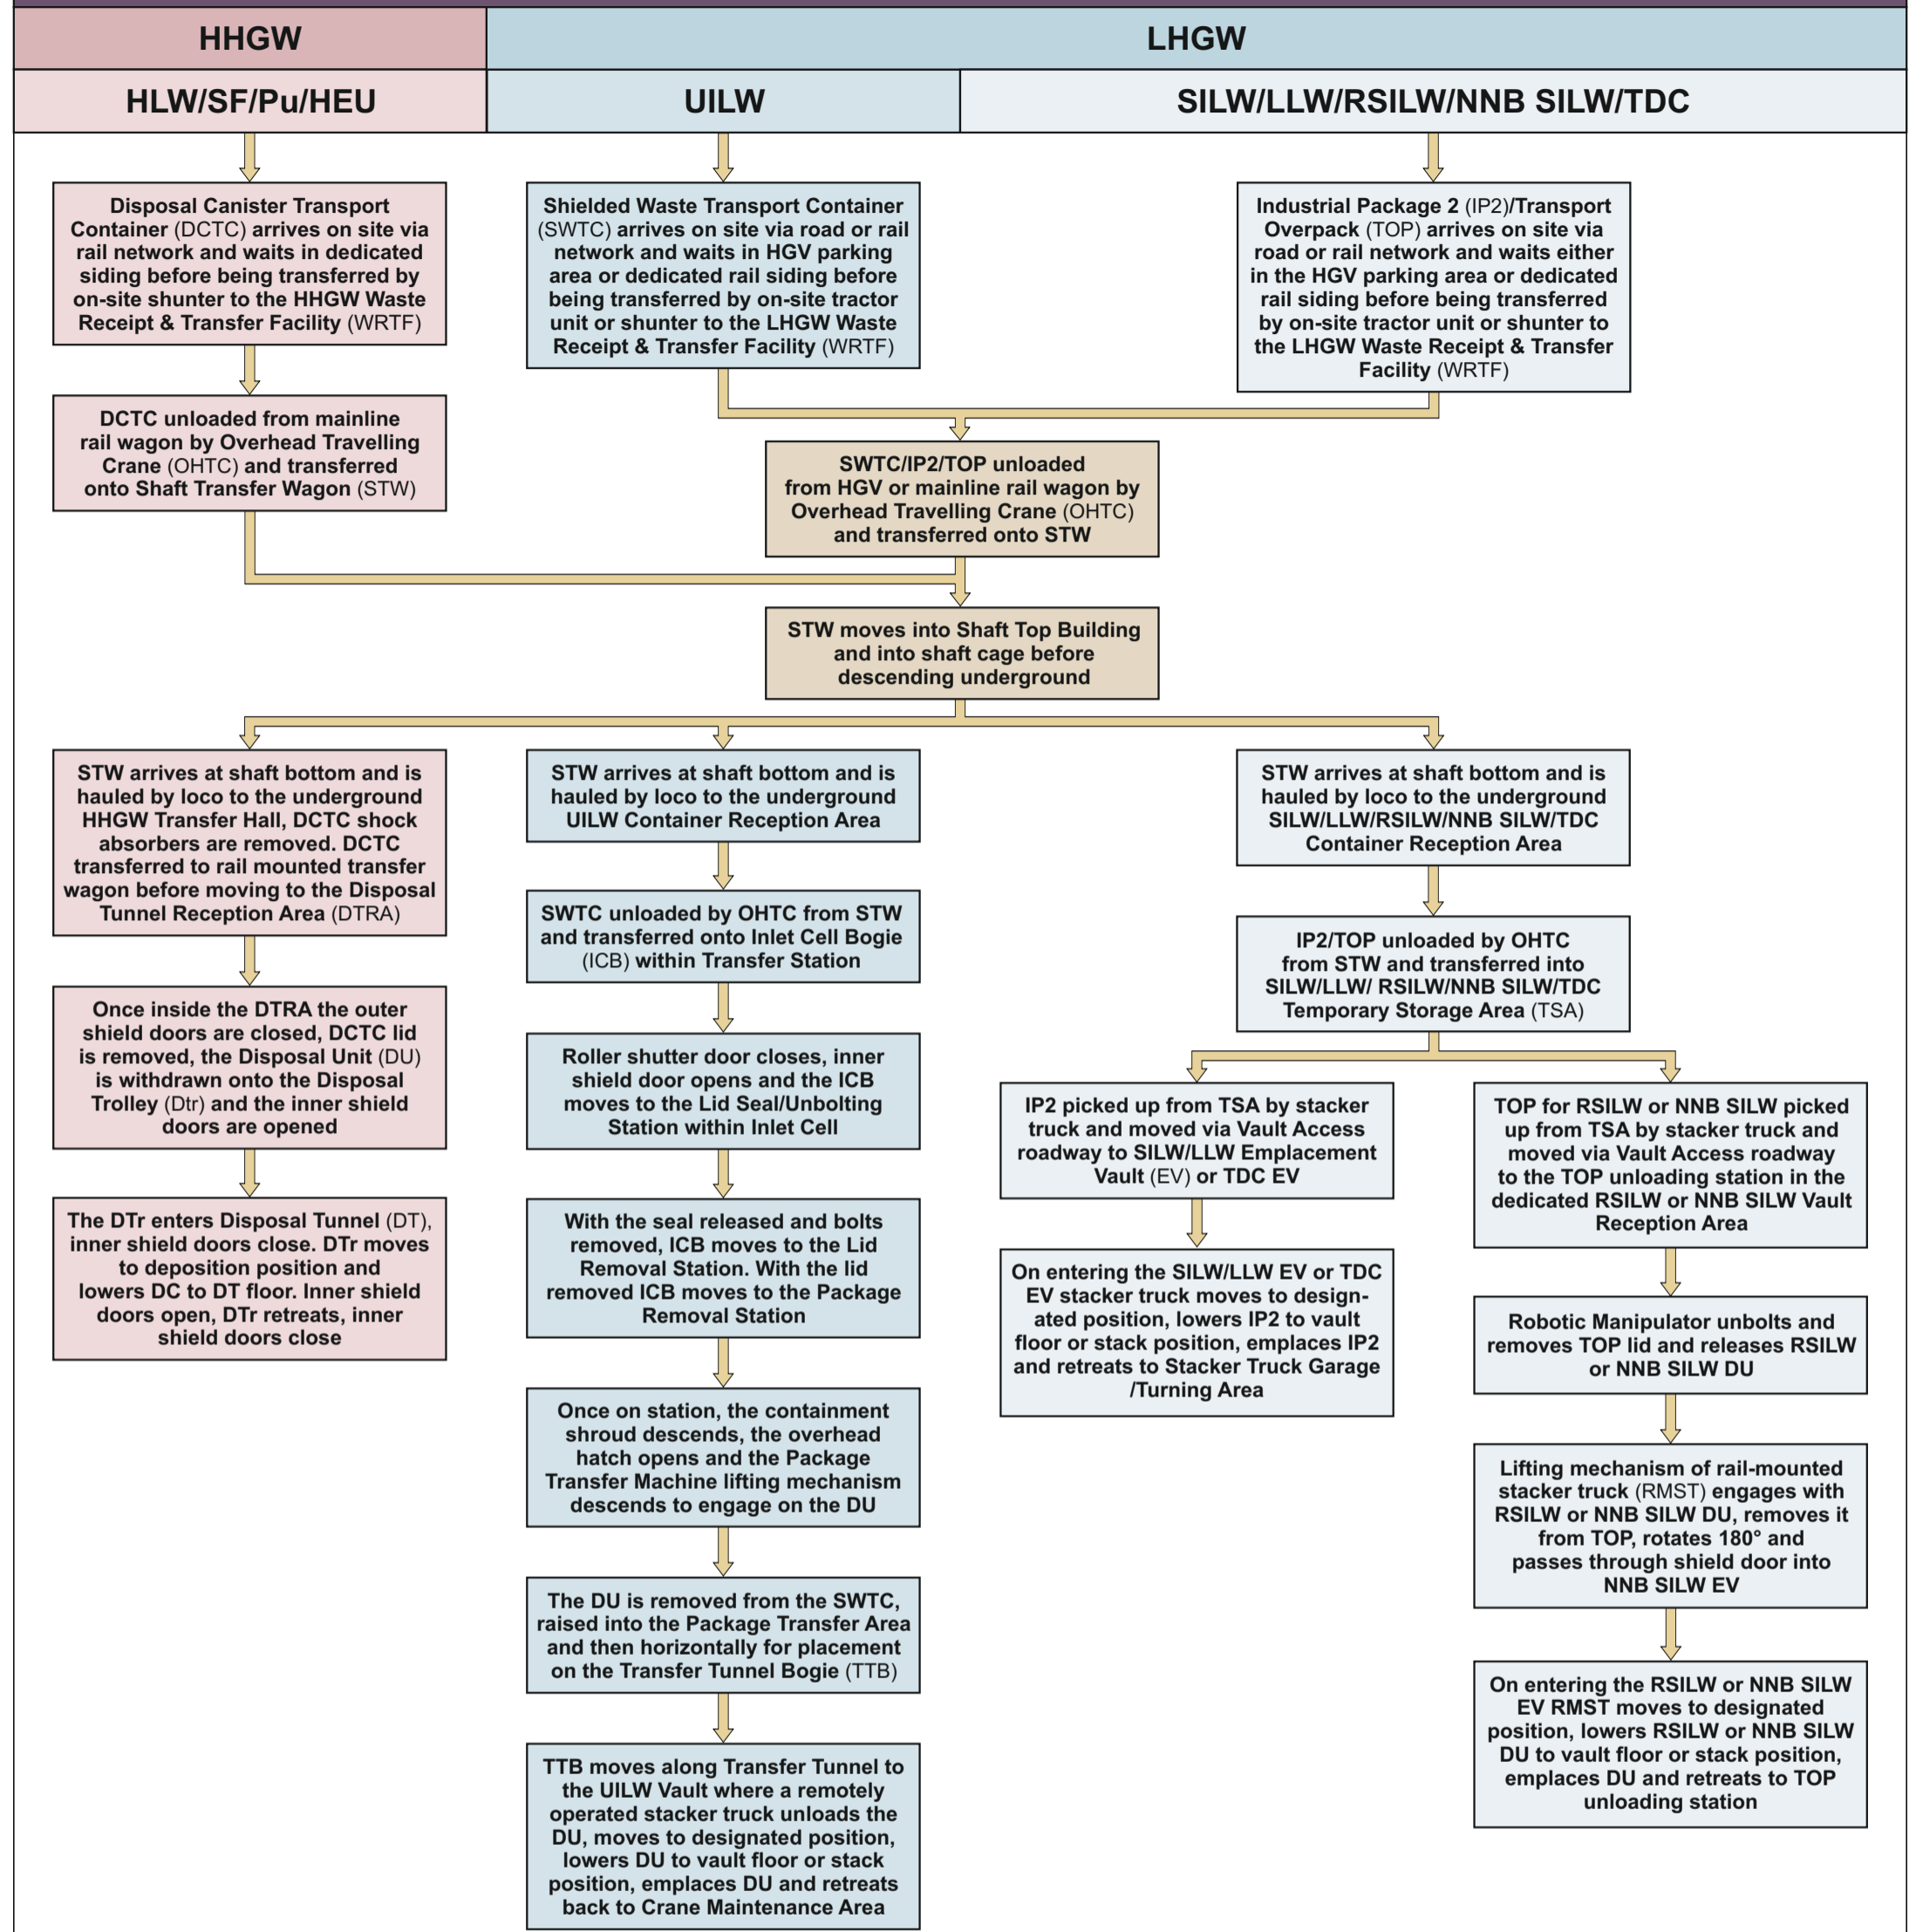 HHGW
LHGW
HLW/SF/Pu/HEU
UILW
SILW/LLW/RSILW/NNB SILW/TDC
Disposal Canister Transport
Container (DCTC) arrives on site via
rail network and waits in dedicated
siding before being transferred by
on-site shunter to the HHGW Waste
Receipt & Transfer Facility (WRTF)
Shielded Waste Transport Container
(SWTC) arrives on site via road or rail
network and waits in HGV parking
area or dedicated rail siding before
being transferred by on-site tractor
unit or shunter to the LHGW Waste
Receipt & Transfer Facility (WRTF)
Industrial Package 2 (IP2)/Transport
Overpack (TOP) arrives on site via
road or rail network and waits either
in the HGV parking area or dedicated
rail siding before being transferred
by on-site tractor unit or shunter to
the LHGW Waste Receipt & Transfer
Facility (WRTF)
DCTC unloaded from mainline
rail wagon by Overhead Travelling
Crane (OHTC) and transferred
onto Shaft Transfer Wagon (STW)
SWTC/IP2/TOP unloaded
from HGV or mainline rail wagon by
Overhead Travelling Crane (OHTC)
and transferred onto STW
STW moves into Shaft Top Building
and into shaft cage before
descending underground
STW arrives at shaft bottom and is
hauled by loco to the underground
HHGW Transfer Hall, DCTC shock
absorbers are removed. DCTC
transferred to rail mounted transfer
wagon before moving to the Disposal
Tunnel Reception Area (DTRA)
Once inside the DTRA the outer
shield doors are closed, DCTC lid
is removed, the Disposal Unit (DU)
is withdrawn onto the Disposal
Trolley (Dtr) and the inner shield
doors are opened
The DTr enters Disposal Tunnel (DT),
inner shield doors close. DTr moves
to deposition position and
lowers DC to DT floor. Inner shield
doors open, DTr retreats, inner
shield doors close
STW arrives at shaft bottom and is
hauled by loco to the underground
UILW Container Reception Area
SWTC unloaded by OHTC from STW
and transferred onto Inlet Cell Bogie
(ICB) within Transfer Station
Roller shutter door closes, inner
shield door opens and the ICB
moves to the Lid Seal/Unbolting
Station within Inlet Cell
With the seal released and bolts
removed, ICB moves to the Lid
Removal Station. With the lid
removed ICB moves to the Package
Removal Station
Once on station, the containment
shroud descends, the overhead
hatch opens and the Package
Transfer Machine lifting mechanism
descends to engage on the DU
The DU is removed from the SWTC,
raised into the Package Transfer Area
and then horizontally for placement
on the Transfer Tunnel Bogie (TTB)
TTB moves along Transfer Tunnel to
the UILW Vault where a remotely
operated stacker truck unloads the
DU, moves to designated position,
lowers DU to vault floor or stack
position, emplaces DU and retreats
back to Crane Maintenance Area
STW arrives at shaft bottom and is
hauled by loco to the underground
SILW/LLW/RSILW/NNB SILW/TDC
Container Reception Area
IP2/TOP unloaded by OHTC
from STW and transferred into
SILW/LLW/ RSILW/NNB SILW/TDC
Temporary Storage Area (TSA)
IP2 picked up from TSA by stacker
truck and moved via Vault Access
roadway to SILW/LLW Emplacement
Vault (EV) or TDC EV
On entering the SILW/LLW EV or TDC
EV stacker truck moves to design-
ated position, lowers IP2 to vault
floor or stack position, emplaces IP2
and retreats to Stacker Truck Garage
/Turning Area
TOP for RSILW or NNB SILW picked
up from TSA by stacker truck and
moved via Vault Access roadway
to the TOP unloading station in the
dedicated RSILW or NNB SILW Vault
Reception Area
Robotic Manipulator unbolts and
removes TOP lid and releases RSILW
or NNB SILW DU
Lifting mechanism of rail-mounted
stacker truck (RMST) engages with
RSILW or NNB SILW DU, removes it
from TOP, rotates 180° and
passes through shield door into
NNB SILW EV
On entering the RSILW or NNB SILW
EV RMST moves to designated
position, lowers RSILW or NNB SILW
DU to vault floor or stack position,
emplaces DU and retreats to TOP
unloading station